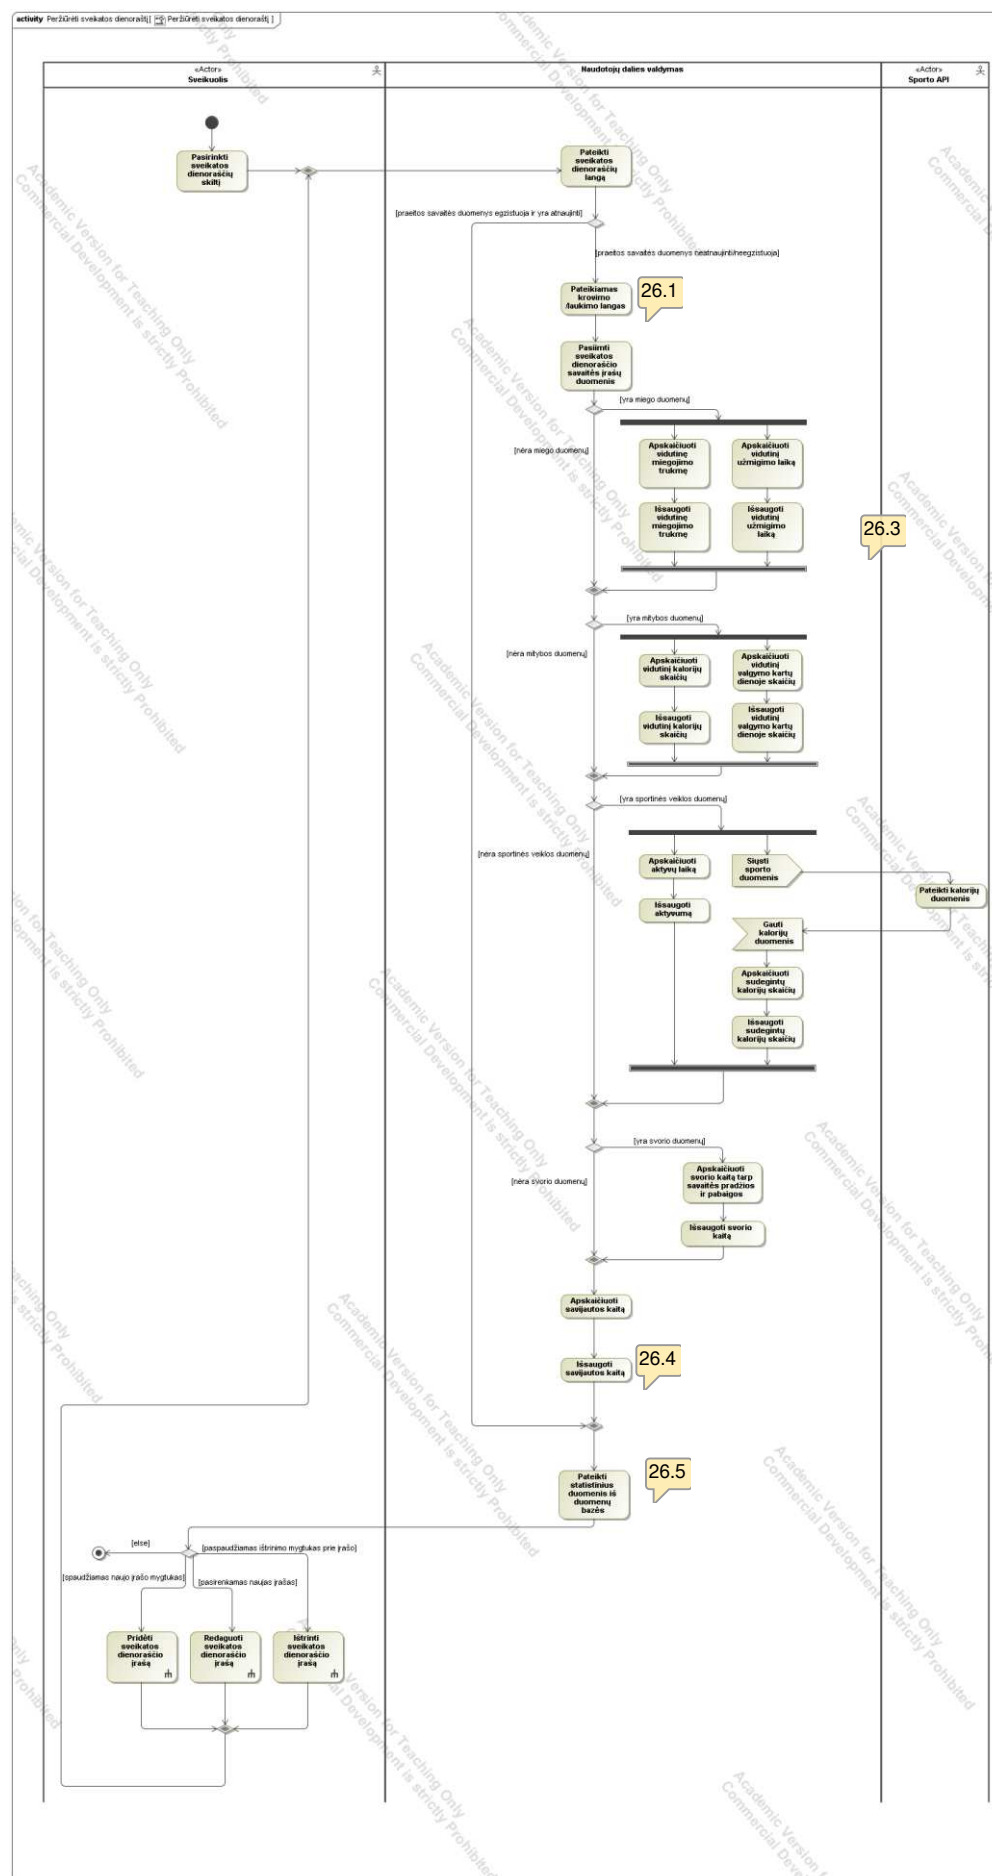 activity Peržiūrėti sveikatos dienoraštį[ Peržiūrėti sveikatos dienoraštį ]
«Actor»
Sveikuolis
Naudotojų dalies valdymas
«Actor»
Sporto API
Pasirinkti
sveikatos
dienoraščių
skiltį
Pateikti
sveikatos
dienoraščių
langą
[praeitos savaitės duomenys egzistuoja ir yra atnaujinti]
[praeitos savaitės duomenys neatnaujinti/neegzistuoja]
Pateikiamas
krovimo
/laukimo langas
26.1
Pasiimti
sveikatos
dienoraščio
savaitės įrašų
duomenis
[yra miego duomenų]
[nėra miego duomenų]
Apskaičiuoti
vidutinę
miegojimo
trukmę
Apskaičiuoti
vidutinį
užmigimo laiką
Išsaugoti
vidutinę
miegojimo
trukmę
Išsaugoti
vidutinį
užmigimo
laiką
26.3
[yra mitybos duomenų]
[nėra mitybos duomenų]
Apskaičiuoti
vidutinį kalorijų
skaičių
Apskaičiuoti
vidutinį
valgymo kartų
dienoje skaičių
Išsaugoti
vidutinį kalorijų
skaičių
Išsaugoti
vidutinį
valgymo kartų
dienoje skaičių
[yra sportinės veiklos duomenų]
[nėra sportinės veiklos duomenų]
Apskaičiuoti
aktyvų laiką
Siųsti
sporto
duomenis
Pateikti kalorijų
duomenis
Išsaugoti
aktyvumą
Gauti
kalorijų
duomenis
Apskaičiuoti
sudegintų
kalorijų skaičių
Išsaugoti
sudegintų
kalorijų skaičių
[yra svorio duomenų]
[nėra svorio duomenų]
Apskaičiuoti
svorio kaitą tarp
savaitės pradžios
ir pabaigos
Išsaugoti svorio
kaitą
Apskaičiuoti
savijautos kaitą
Išsaugoti
savijautos kaitą
26.4
Pateikti
statistinius
duomenis iš
duomenų
bazės
26.5
[else]
[paspaudžiamas ištrinimo mygtukas prie įrašo]
[spaudžiamas naujo įrašo mygtukas]
[pasirenkamas naujas įrašas]
Pridėti
sveikatos
dienoraščio
įrašą
Redaguoti
sveikatos
dienoraščio
įrašą
Ištrinti
sveikatos
dienoraščio
įrašą
Academic Version for Teaching Only
Commercial Development is strictly Prohibited